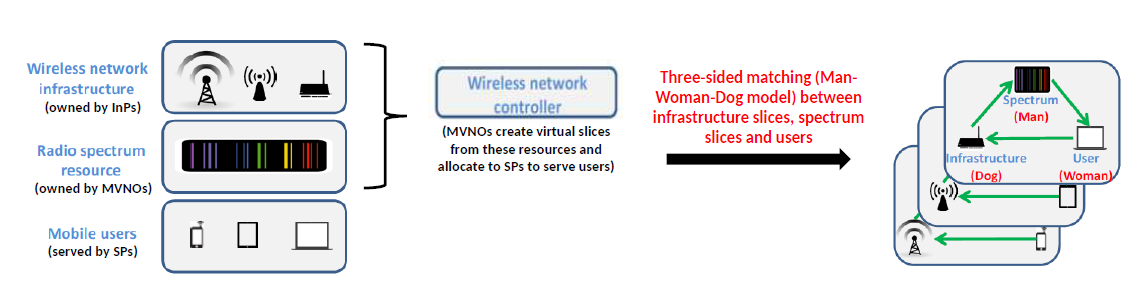 Wireless network
infrastructure
(owned by InPs)
Radio spectrum
resource
(owned by MVNOs)
Mobile users
(served by SPs)
Wireless network
controller
(MVNOs create virtual slices
from these resources and
allocate to SPs to serve users)
Three-sided matching (Man-
Woman-Dog model) between
infrastructure slices, spectrum
slices and users
Spectrum
(Man)
Infrastructure
(Dog)
User
(Woman)